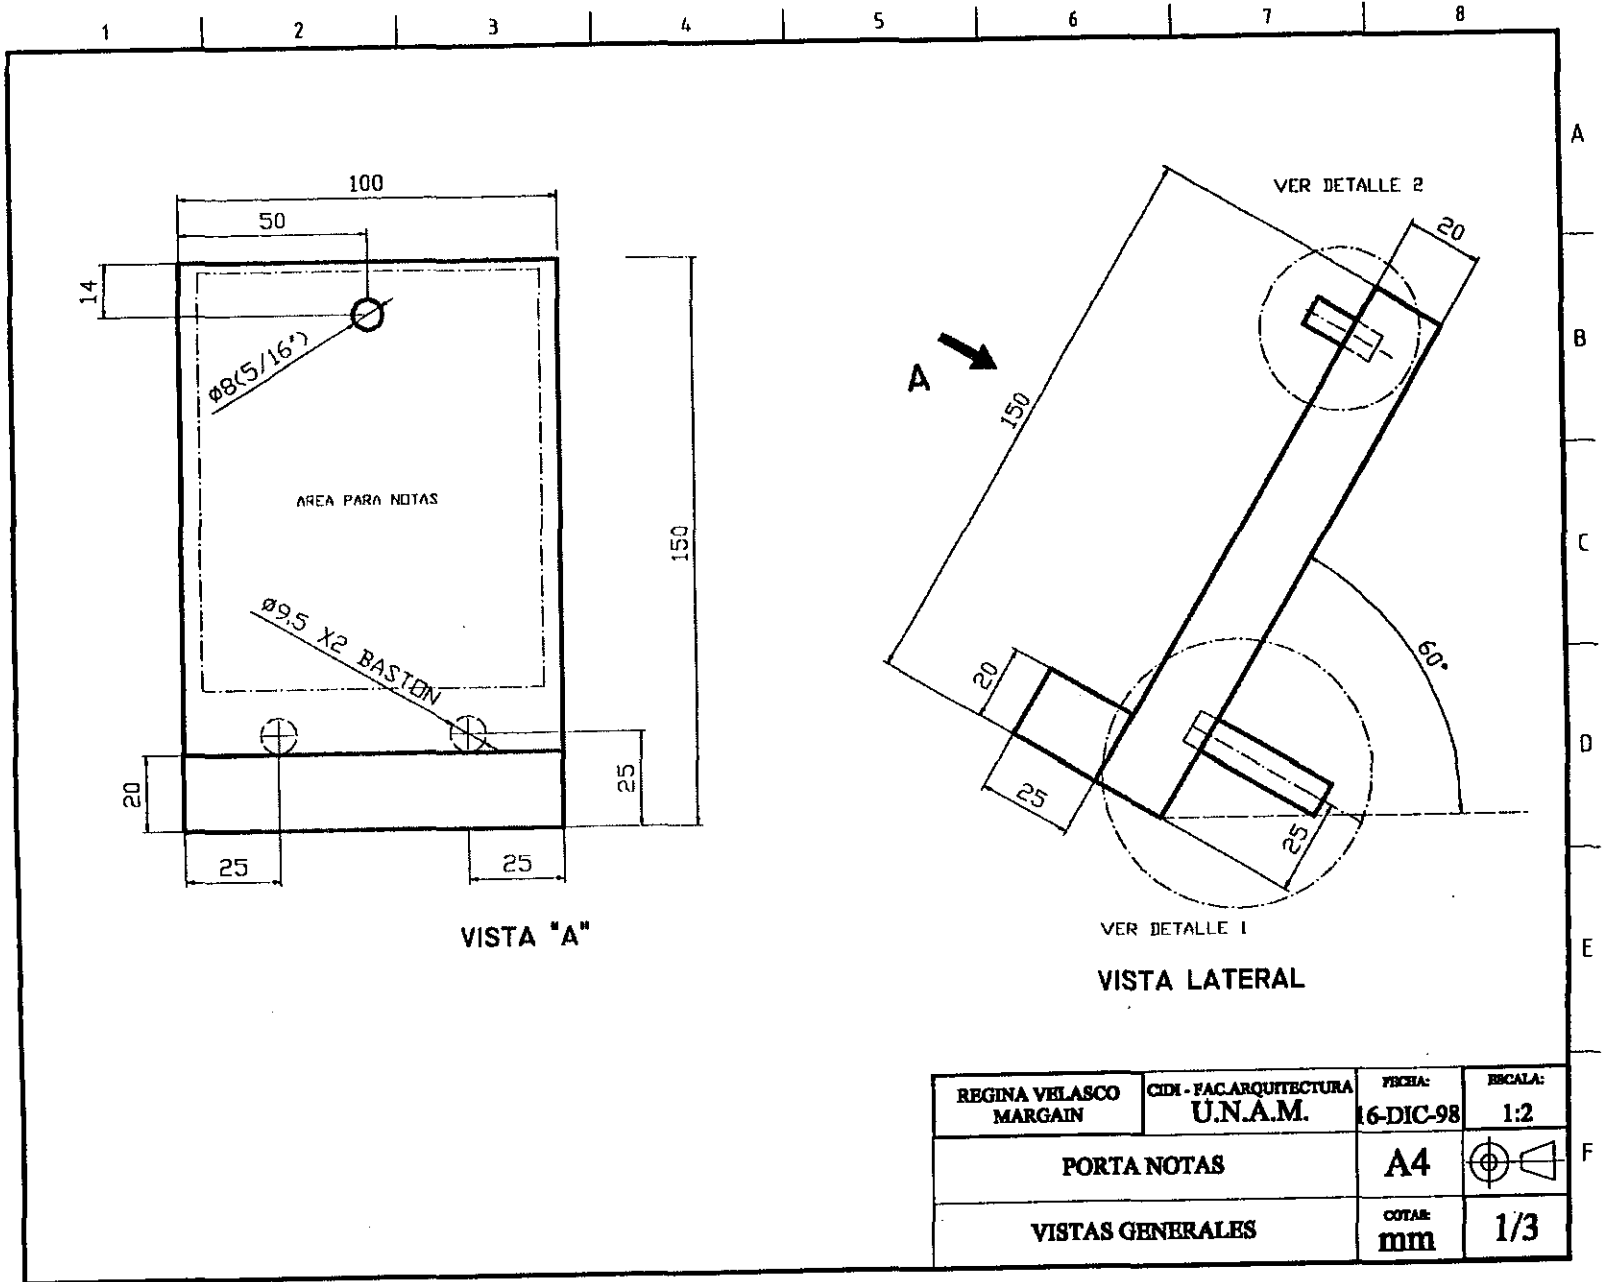 1 2 3 4 5 6 7 8
A
B
C
D
E
F
100
50
14
ø8(5/16")
AREA PARA NOTAS
150
ø9.5 X2 BASTON
20
25
25
25
VISTA "A"
VER DETALLE 2
20
A
150
60°
20
25
25
VER DETALLE 1
VISTA LATERAL
REGINA VELASCO
MARGAIN
CIDI - FAC.ARQUITECTURA
U.N.A.M.
FECHA:
16-DIC-98
ESCALA:
1:2
PORTA NOTAS
A4
VISTAS GENERALES
COTAS:
mm
1/3